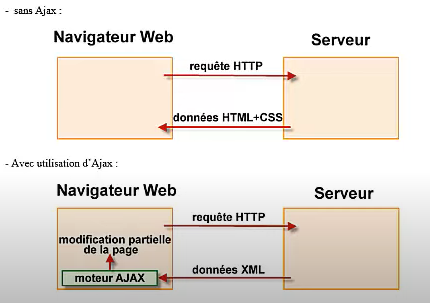 - sans Ajax :
Navigateur Web
Serveur
requête HTTP
données HTML+CSS
- Avec utilisation d'Ajax :
Navigateur Web
Serveur
requête HTTP
modification partielle
de la page
données XML
moteur AJAX